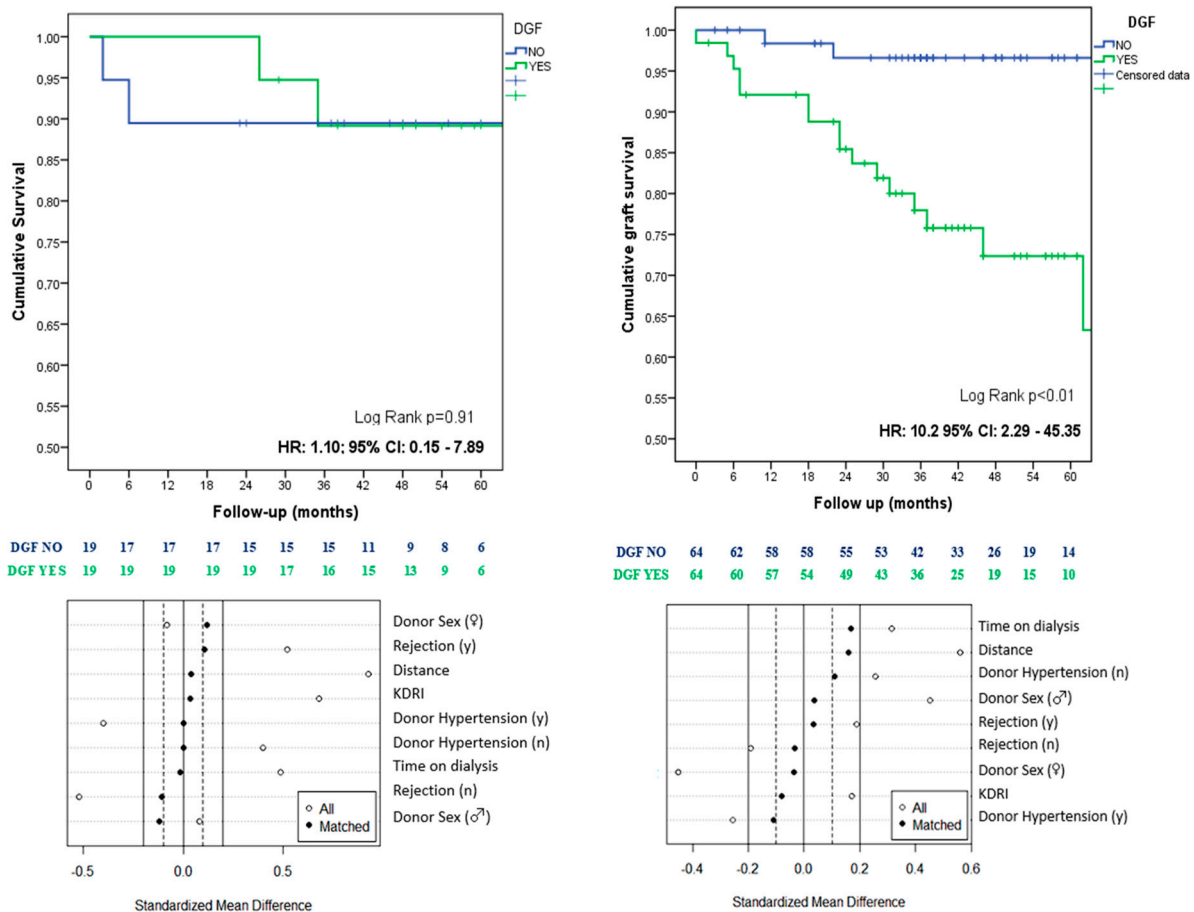 DGF
NO
YES
1.00
0.95
0.90
0.85
0.80
0.75
0.70
0.65
0.60
0.55
0.50
Cumulative Survival
Log Rank p=0.91
HR: 1.10; 95% CI: 0.15 - 7.89
0 6 12 18 24 30 36 42 48 54 60
Follow-up (months)
DGF NO 19 17 17 17 15 15 15 11 9 8 6
DGF YES 19 19 19 19 19 17 16 15 13 9 6
Donor Sex (♀)
Rejection (y)
Distance
KDRI
Donor Hypertension (y)
Donor Hypertension (n)
Time on dialysis
Rejection (n)
Donor Sex (♂)
All
Matched
-0.5 0.0 0.5
Standardized Mean Difference
DGF
NO
YES
Censored data
1.00
0.95
0.90
0.85
0.80
0.75
0.70
0.65
0.60
0.55
0.50
Cumulative graft survival
Log Rank p<0.01
HR: 10.2 95% CI: 2.29 - 45.35
0 6 12 18 24 30 36 42 48 54 60
Follow up (months)
DGF NO 64 62 58 58 55 53 42 33 26 19 14
DGF YES 64 60 57 54 49 43 36 25 19 15 10
Time on dialysis
Distance
Donor Hypertension (n)
Donor Sex (♂)
Rejection (y)
Rejection (n)
Donor Sex (♀)
KDRI
Donor Hypertension (y)
All
Matched
-0.4 -0.2 0.0 0.2 0.4 0.6
Standardized Mean Difference